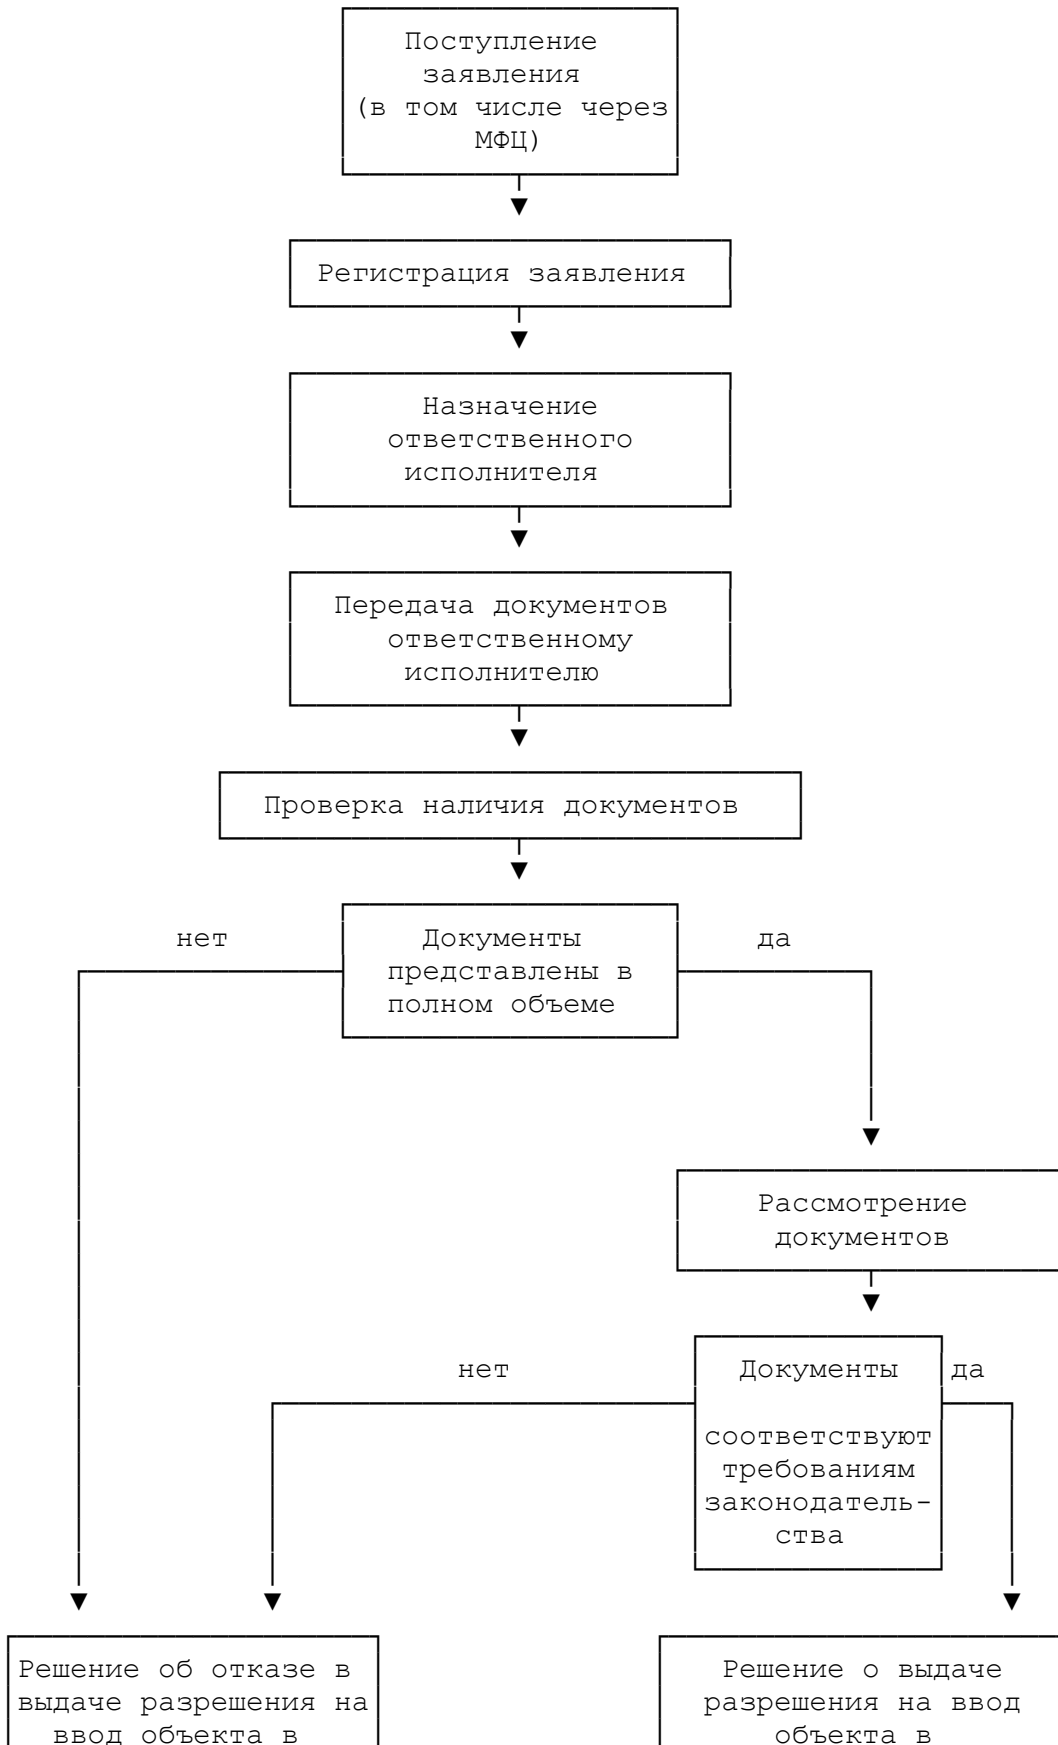 Поступление
заявления
(в том числе через
МФЦ)
Регистрация заявления
Назначение
ответственного
исполнителя
Передача документов
ответственному
исполнителю
Проверка наличия документов
нет
Документы
представлены в
полном объеме
да
Рассмотрение
документов
нет
Документы
соответствуют
требованиям
законодатель-
ства
да
Решение об отказе в
выдаче разрешения на
ввод объекта в
Решение о выдаче
разрешения на ввод
объекта в